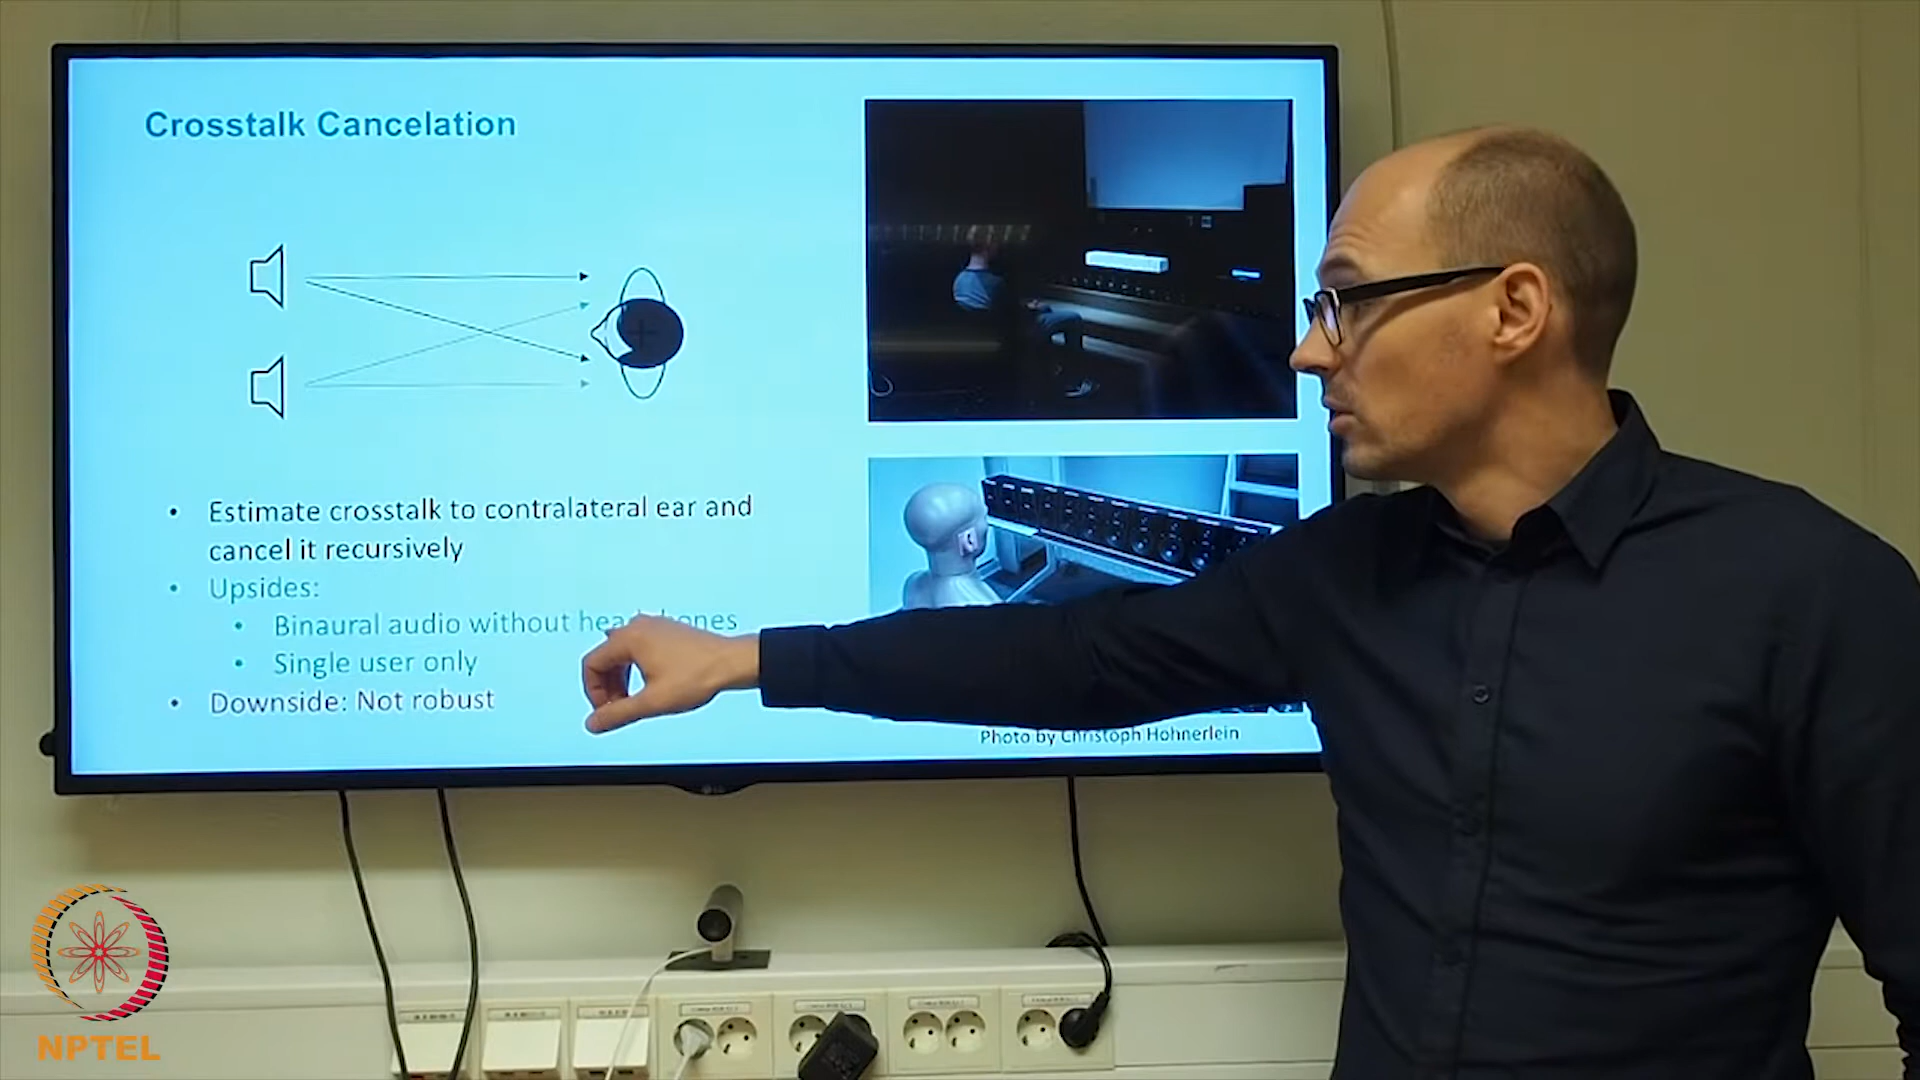 Crosstalk Cancelation
• Estimate crosstalk to contralateral ear and
cancel it recursively
• Upsides:
• Binaural audio without headphones
• Single user only
• Downside: Not robust
Photo by Christoph Hohnerlein
NPTEL